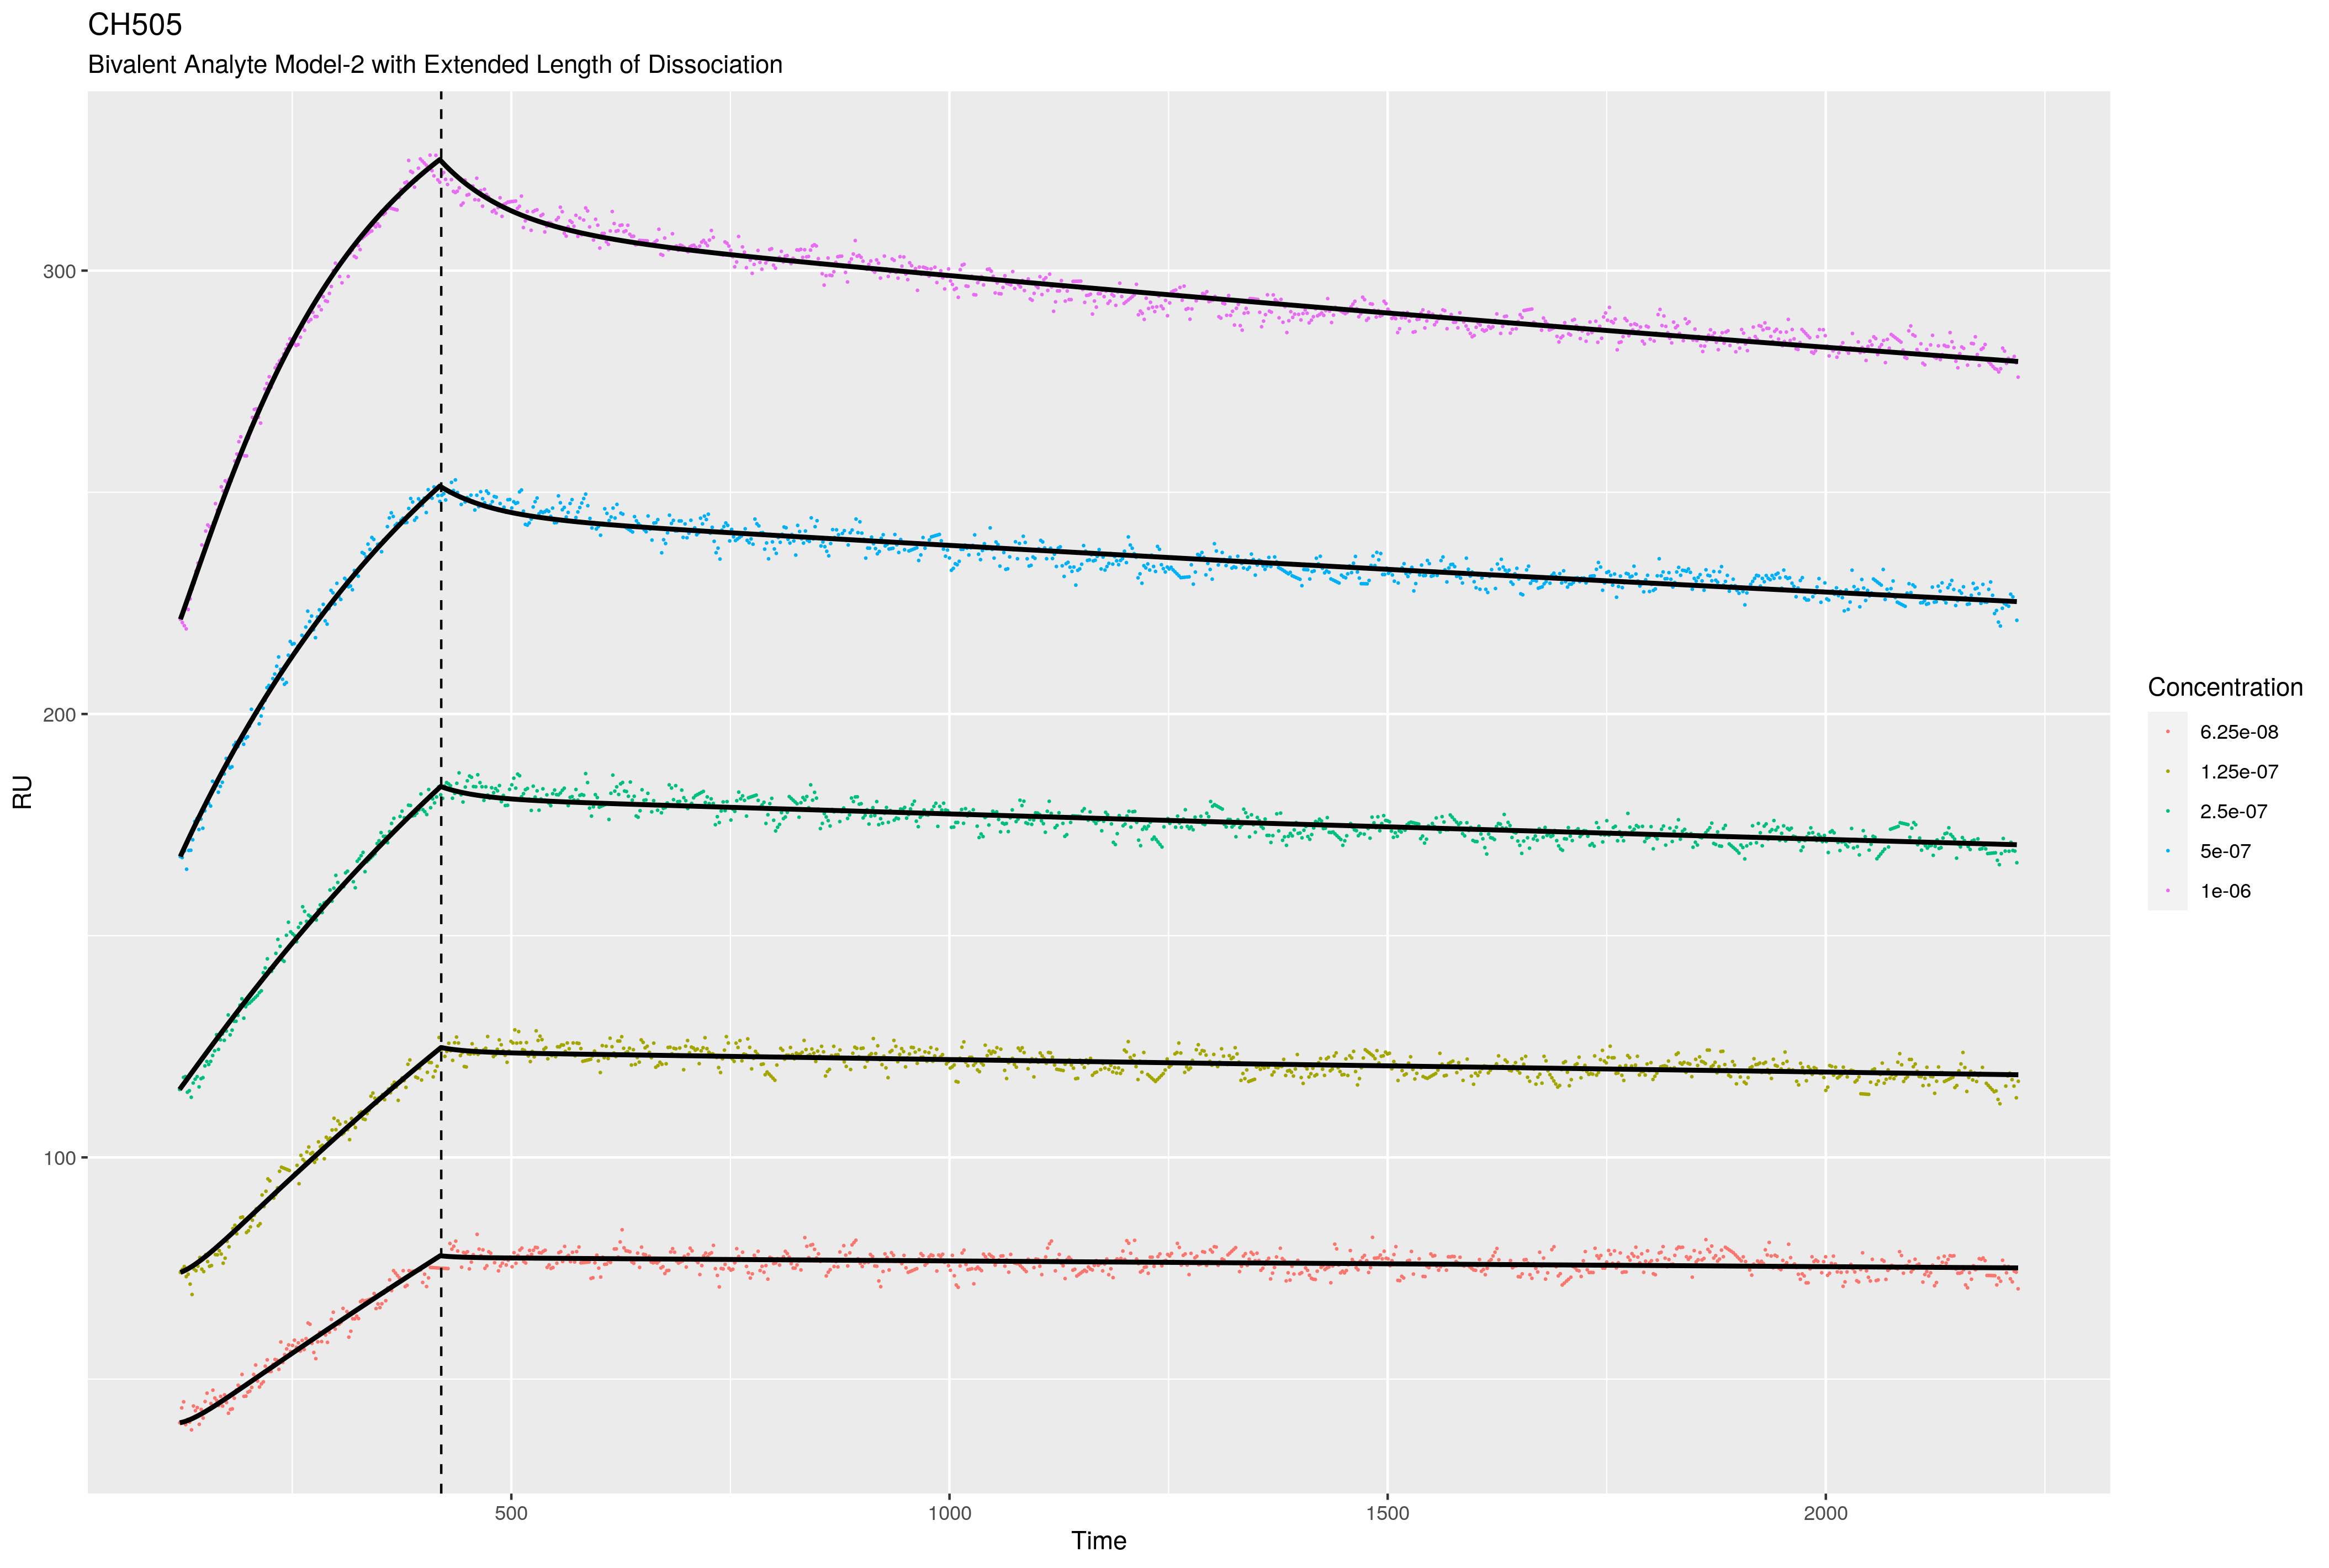 CH505
Bivalent Analyte Model-2 with Extended Length of Dissociation
300
200
100
RU
500
1000
1500
2000
Time
Concentration
6.25e-08
1.25e-07
2.5e-07
5e-07
1e-06